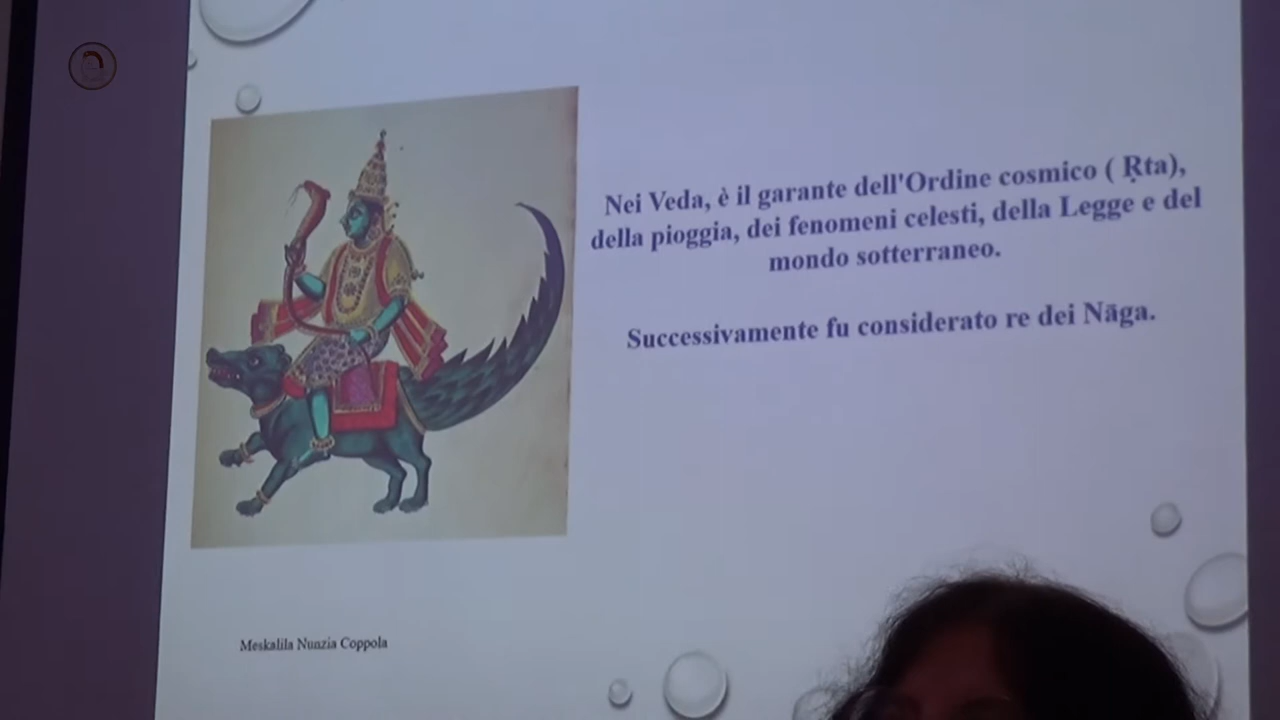 Nei Veda, è il garante dell'Ordine cosmico ( Ṛta),
della pioggia, dei fenomeni celesti, della Legge e del
mondo sotterraneo.
Successivamente fu considerato re dei Nāga.
Meskalila Nunzia Coppola